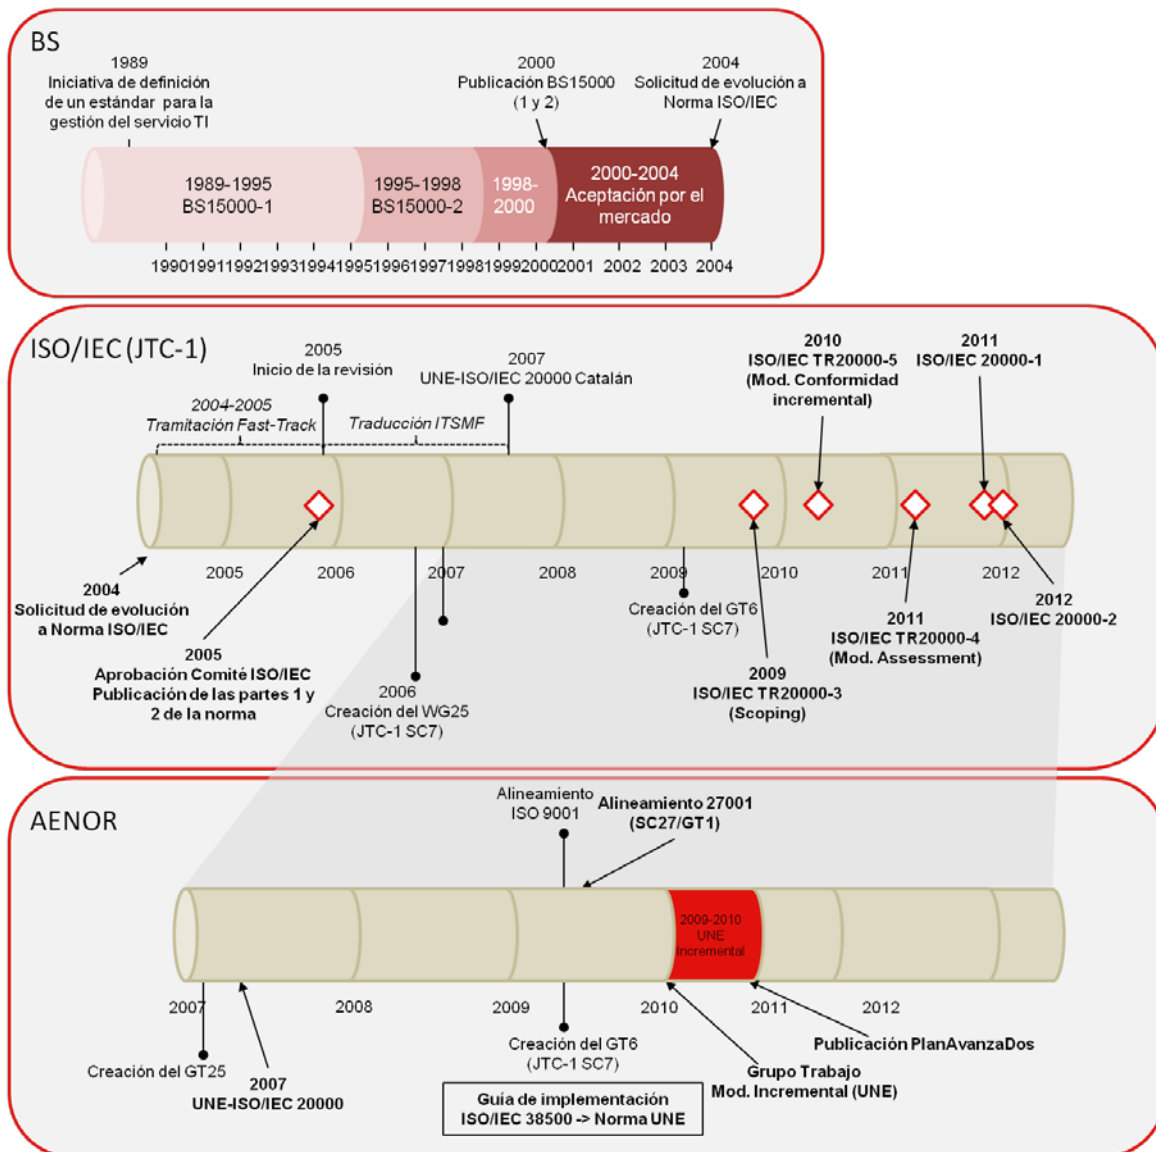 BS
1989
Iniciativa de definición
de un estándar para la
gestión del servicio TI
2000
Publicación BS15000
(1 y 2)
2004
Solicitud de evolución a
Norma ISO/IEC
1989-1995
BS15000-1
1995-1998
BS15000-2
1998-
2000
2000-2004
Aceptación por el
mercado
1990 1991 1992 1993 1994 1995 1996 1997 1998 1999 2000 2001 2002 2003 2004
ISO/IEC (JTC-1)
2004-2005
Tramitación Fast-Track
2005
Inicio de la revisión
Traducción ITSMF
2007
UNE-ISO/IEC 20000 Catalán
2010
ISO/IEC TR20000-5
(Mod. Conformidad
incremental)
2011
ISO/IEC 20000-1
2005 2006 2007 2008 2009 2010 2011 2012
2004
Solicitud de evolución
a Norma ISO/IEC
2005
Aprobación Comité ISO/IEC
Publicación de las partes 1 y
2 de la norma
2006
Creación del WG25
(JTC-1 SC7)
Creación del GT6
(JTC-1 SC7)
2009
ISO/IEC TR20000-3
(Scoping)
2011
ISO/IEC TR20000-4
(Mod. Assessment)
2012
ISO/IEC 20000-2
AENOR
Alineamiento
ISO 9001
Alineamiento 27001
(SC27/GT1)
2009-2010
UNE
Incremental
2007 2008 2009 2010 2011 2012
Creación del GT25
2007
UNE-ISO/IEC 20000
Creación del GT6
(JTC-1 SC7)
Guía de implementación
ISO/IEC 38500 -> Norma UNE
Grupo Trabajo
Mod. Incremental (UNE)
Publicación PlanAvanzaDos